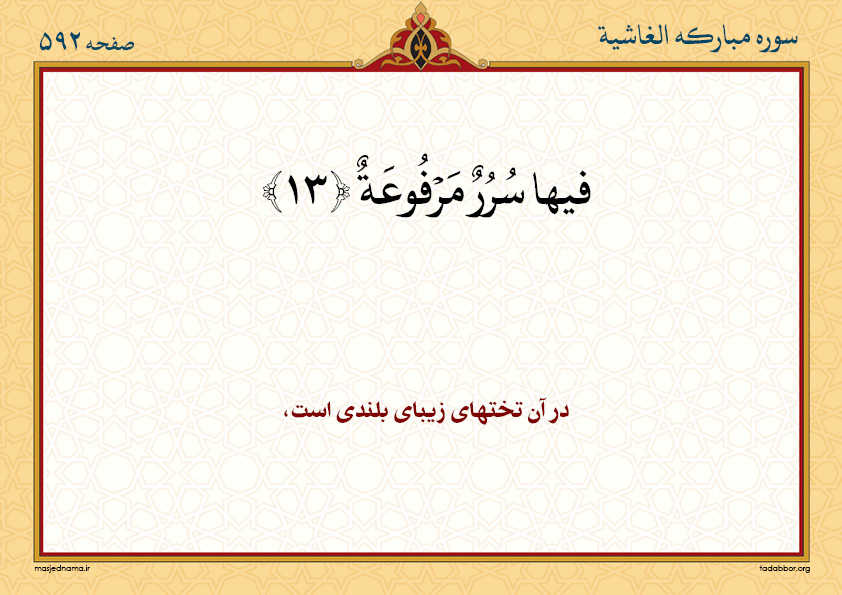 سوره مبارکه الغاشیة
صفحه ۵۹۲
فيها سُرُرٌ مَرْفُوعَةٌ ﴿۱۳﴾
در آن تختهای زیبای بلندی است،
masjednama.ir
tadabbor.org